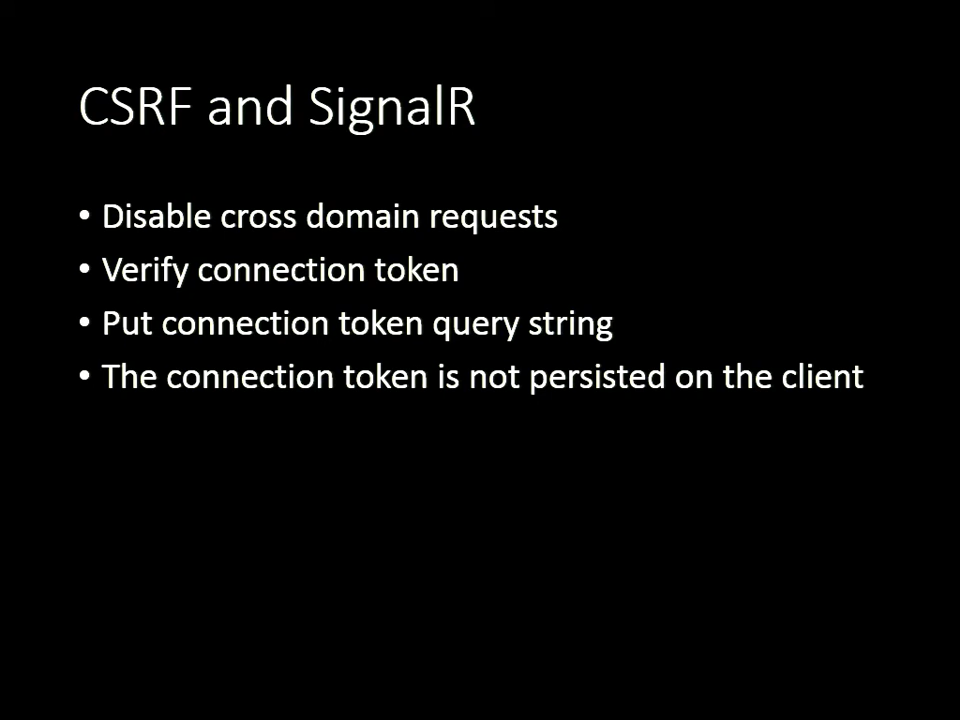 CSRF and SignalR
• Disable cross domain requests
• Verify connection token
• Put connection token query string
• The connection token is not persisted on the client